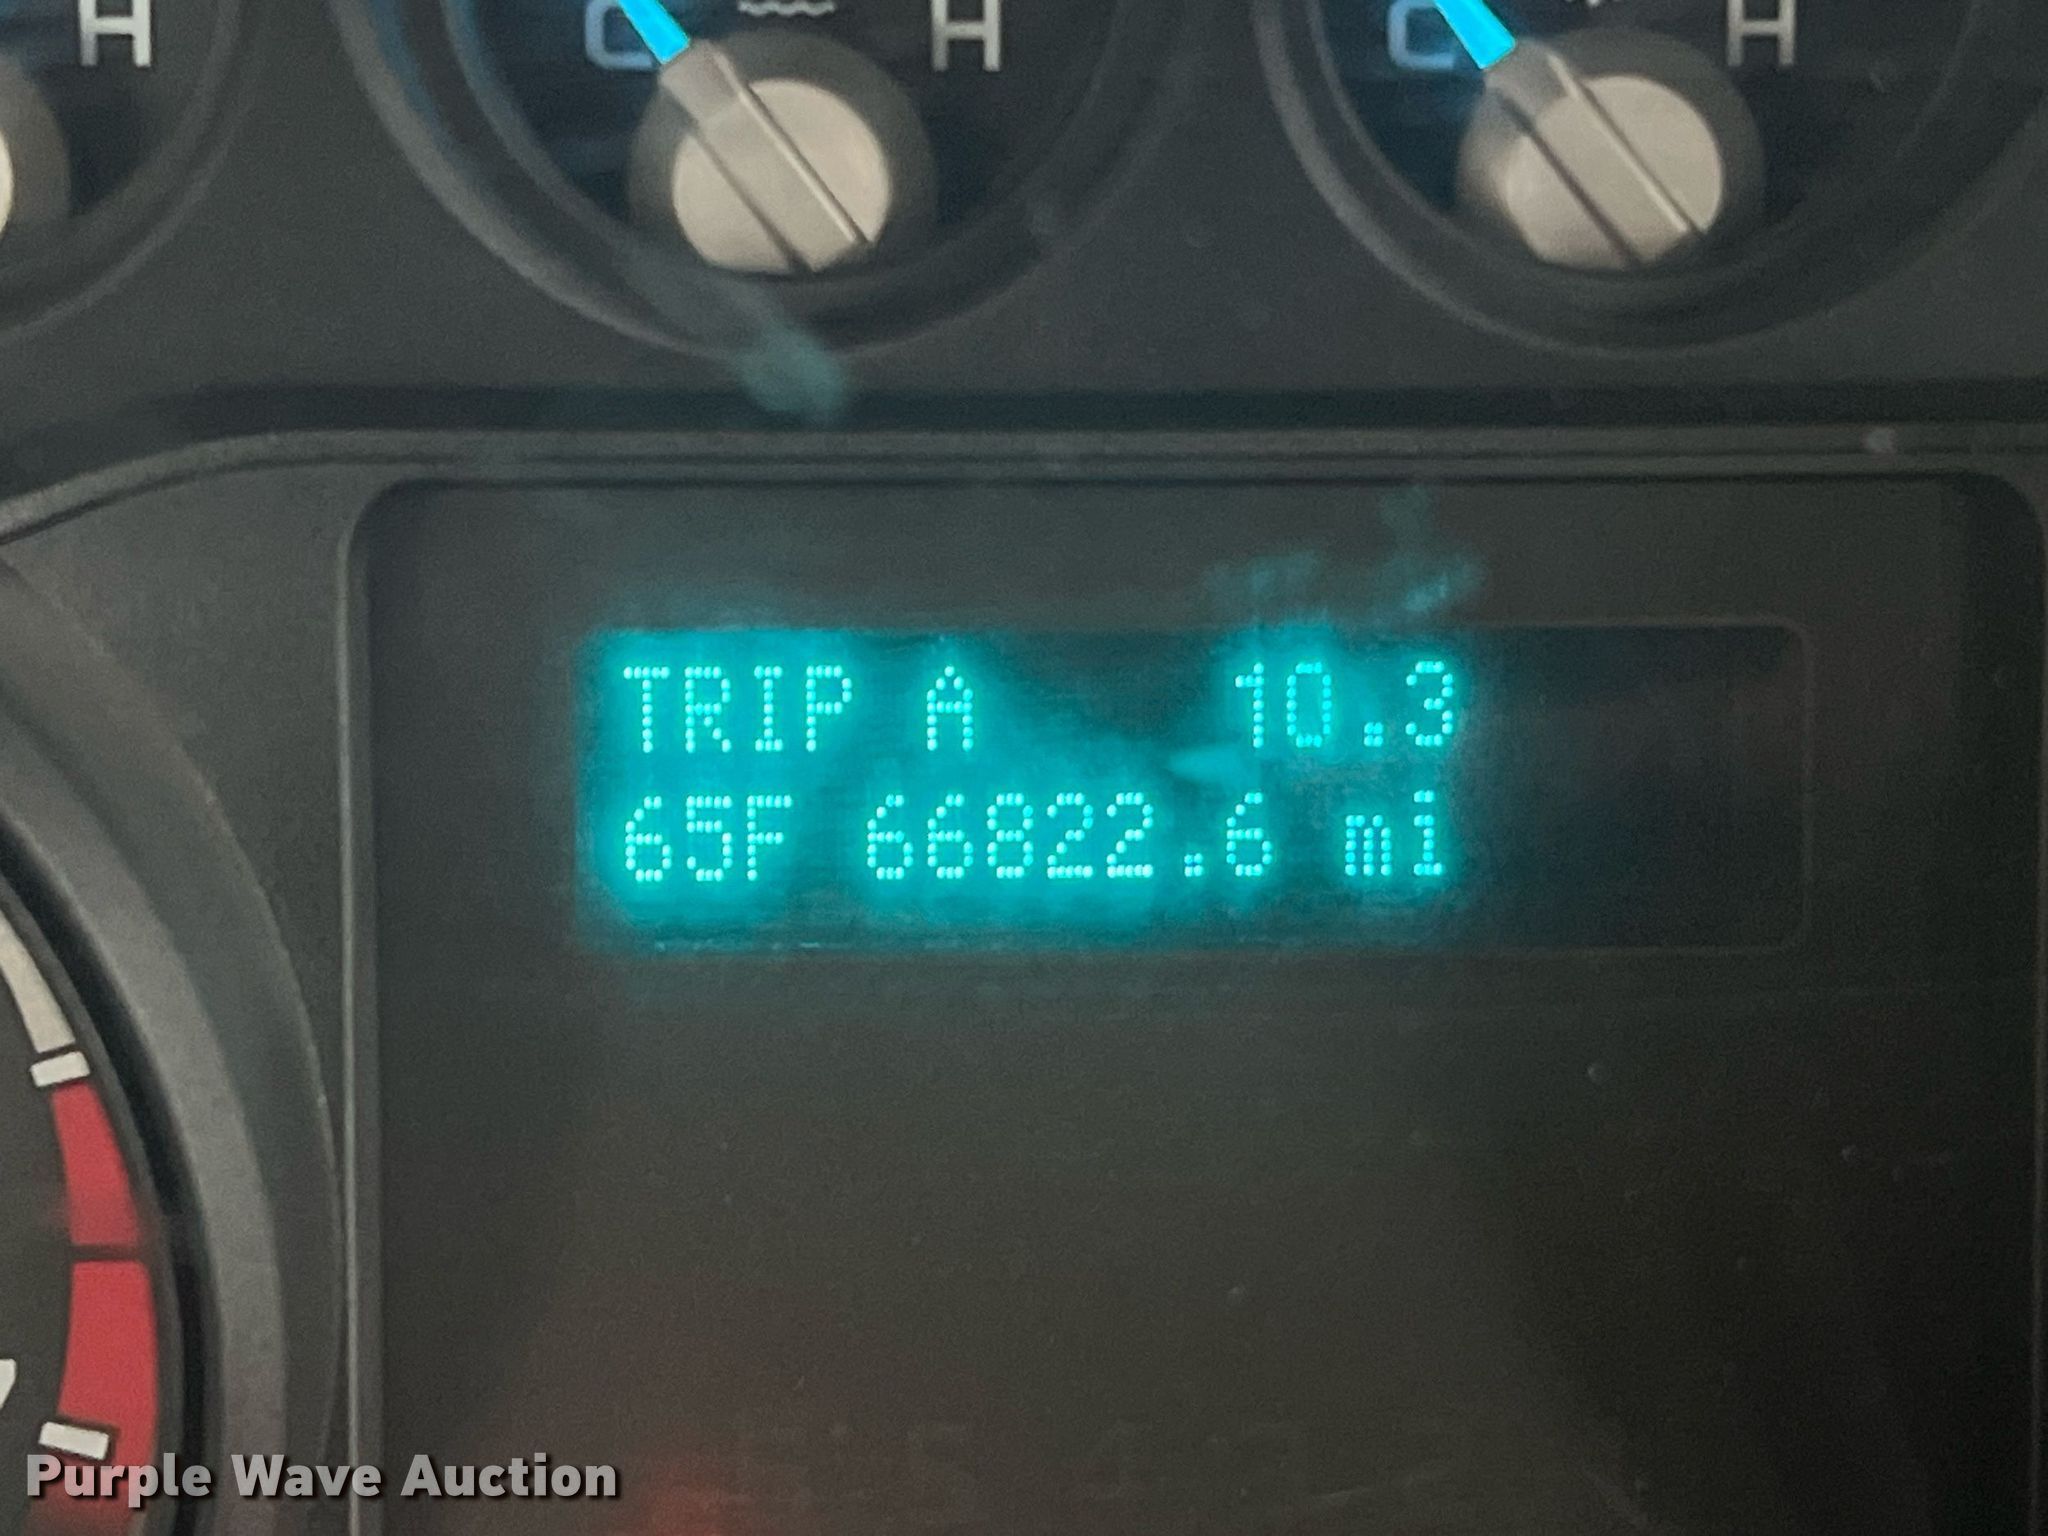 H
C H
C H
TRIP A 10.3
65F 66822.6 mi
Purple Wave Auction